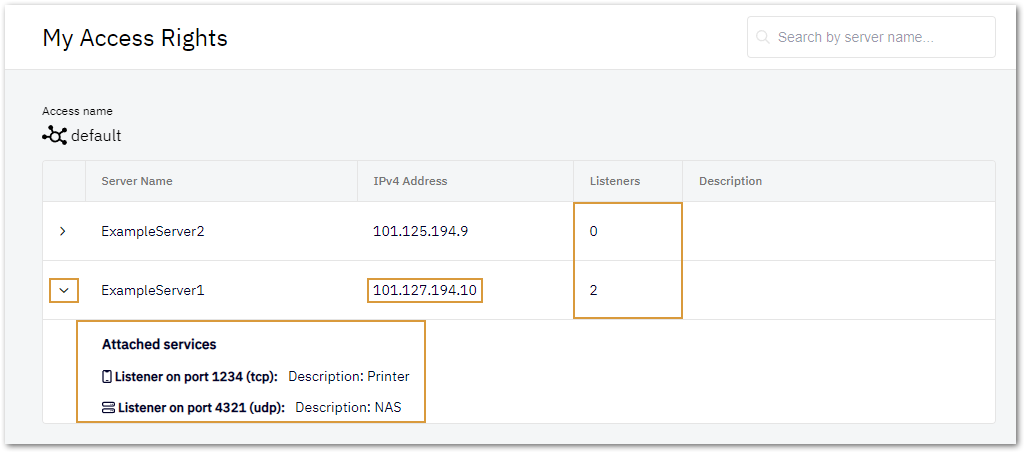 My Access Rights
Search by server name...
Access name
default
Server Name IPv4 Address Listeners Description
ExampleServer2 101.125.194.9 0
ExampleServer1 101.127.194.10 2
Attached services
Listener on port 1234 (tcp): Description: Printer
Listener on port 4321 (udp): Description: NAS